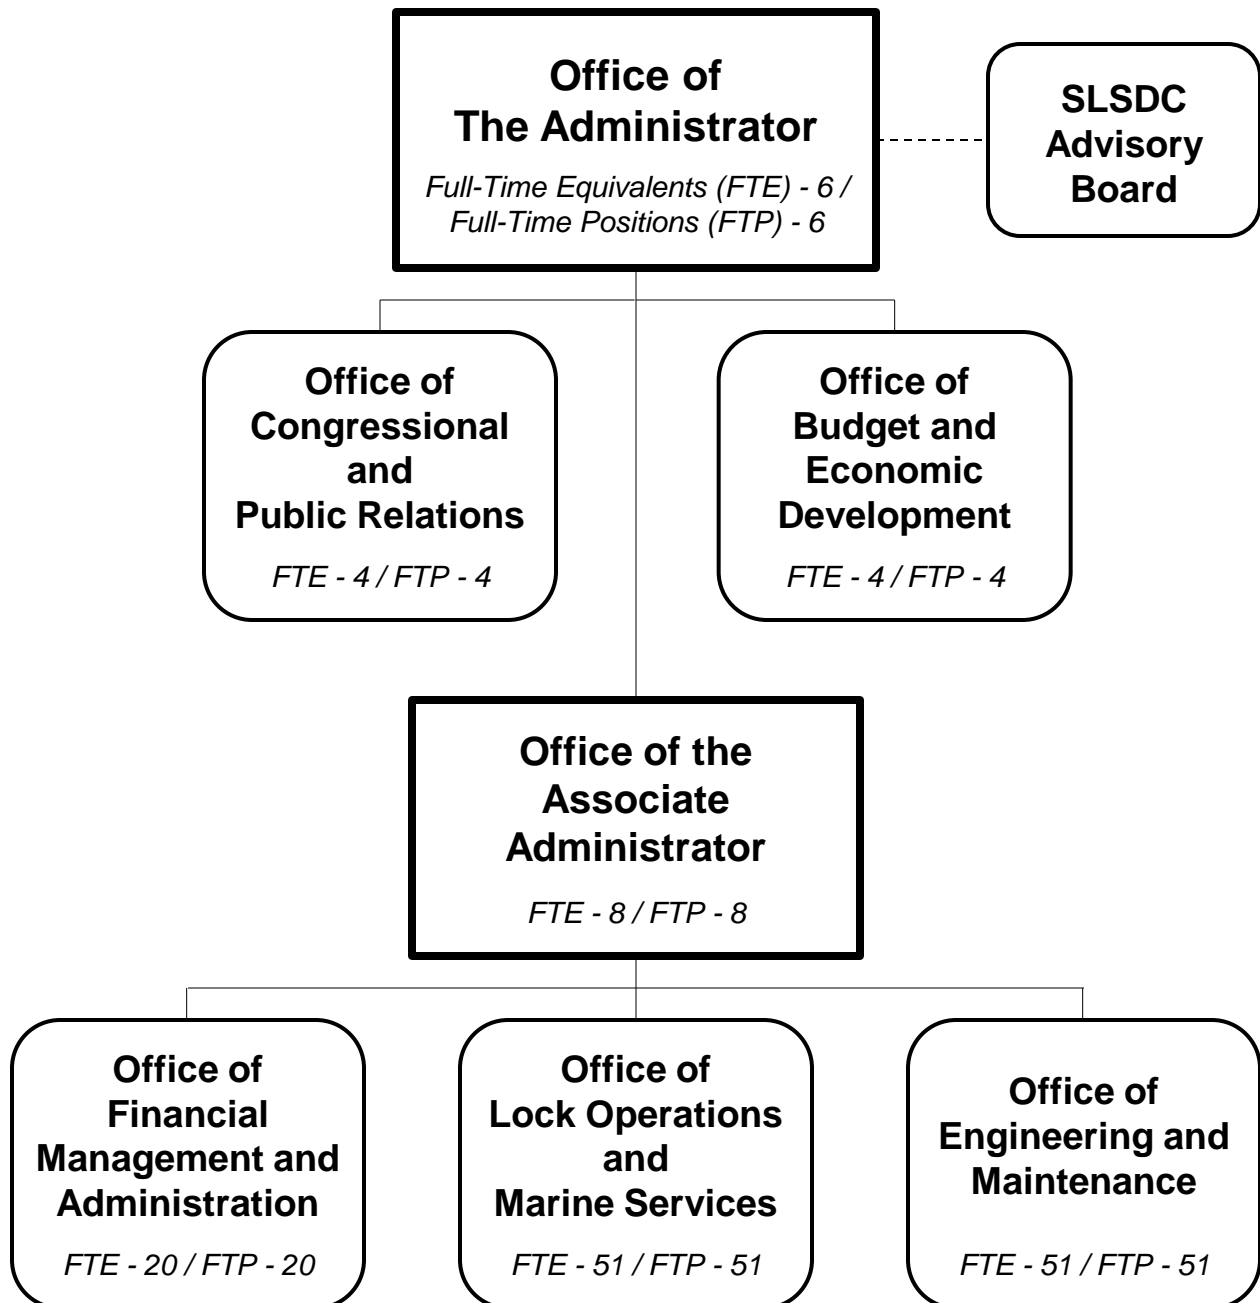 Office of
The Administrator
Full-Time Equivalents (FTE) - 6 /
Full-Time Positions (FTP) - 6
SLSDC
Advisory
Board
Office of
Congressional
and
Public Relations
FTE - 4 / FTP - 4
Office of
Budget and
Economic
Development
FTE - 4 / FTP - 4
Office of the
Associate
Administrator
FTE - 8 / FTP - 8
Office of
Financial
Management and
Administration
FTE - 20 / FTP - 20
Office of
Lock Operations
and
Marine Services
FTE - 51 / FTP - 51
Office of
Engineering and
Maintenance
FTE - 51 / FTP - 51